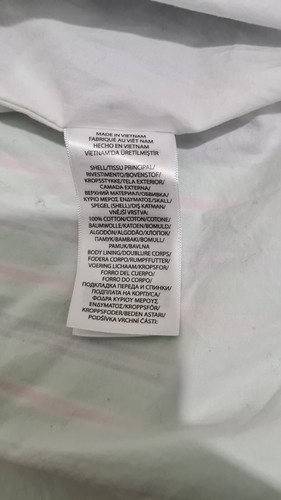 MADE IN VIETNAM
FABRIQUÉ AU VIÊT NAM
HECHO EN VIETNAM
VIETNAM'DA ÜRETİLMİŞTİR
SHELL/TISSU PRINCIPAL/
RIVESTIMENTO/BOVENSTOF/
KROPSSTYKKE/TELA EXTERIOR/
CAMADA EXTERNA/
ВЕРХНИЙ МАТЕРИАЛ/ОБВИВКА/
ΚΥΡΙΟ ΜΕΡΟΣ ΕΝΔΥΜΑΤΟΣ/SKALL/
SPEGEL (SHELL)/DIŞ KATMAN/
VNĚJŠÍ VRSTVA:
100% COTTON/COTON/COTONE/
BAUMWOLLE/KATOEN/BOMULD/
ALGODÓN/ALGODÃO/ХЛОПОК/
ПАМУК/ΒΑΜΒΑΚΙ/BOMULL/
PAMUK/BAVLNA
BODY LINING/DOUBLURE CORPS/
FODERA CORPO/RUMPFFUTTER/
VOERING LICHAAM/KROPSFOR/
FORRO DEL CUERPO/
FORRO DO CORPO/
ПОДКЛАДКА ПЕРЕДА И СПИНКИ/
ПОДПЛАТА НА КОРПУСА/
ΦΟΔΡΑ ΚΥΡΙΟΥ ΜΕΡΟΥΣ
ΕΝΔΥΜΑΤΟΣ/KROPPSFÔR/
KROPPSFODER/BEDEN ASTARI/
PODŠÍVKA VRCHNÍ ČÁSTI: